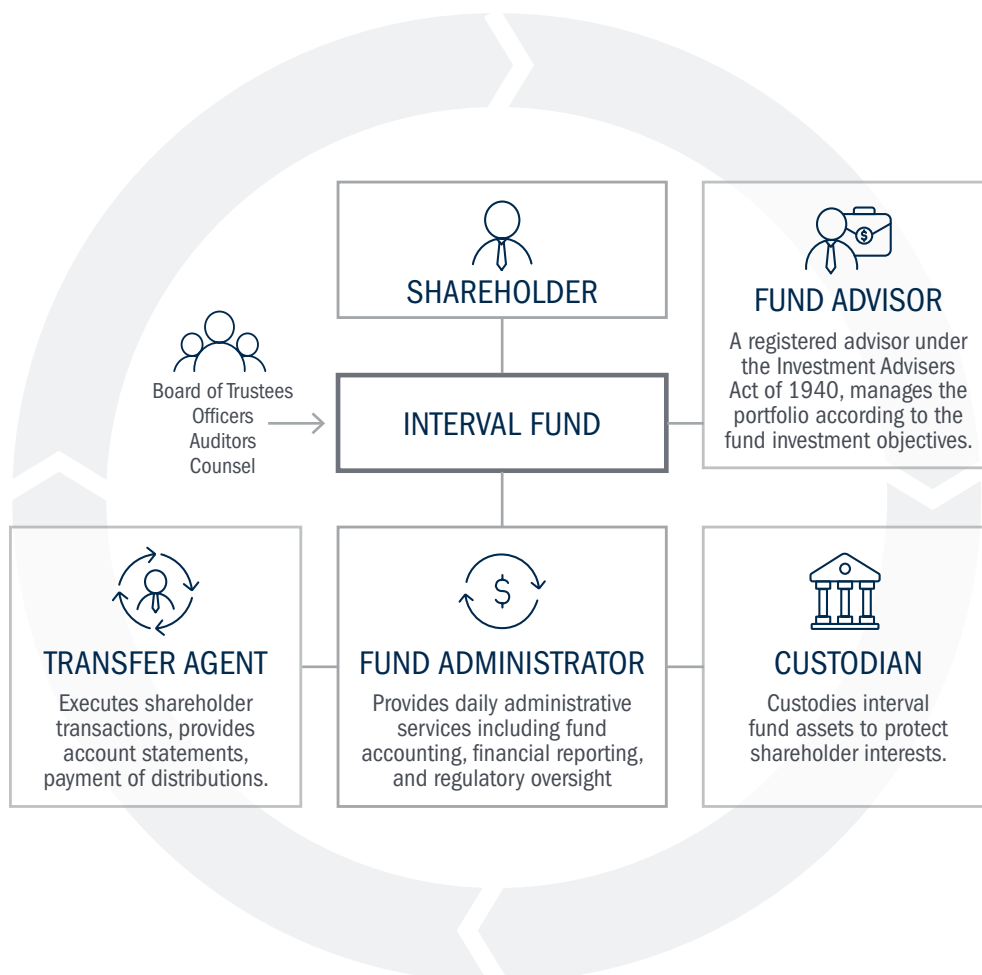 SHAREHOLDER
$
FUND ADVISOR
A registered advisor under
the Investment Advisers
Act of 1940, manages the
portfolio according to the
fund investment objectives.
Board of Trustees
Officers
Auditors
Counsel
INTERVAL FUND
TRANSFER AGENT
Executes shareholder
transactions, provides
account statements,
payment of distributions.
$
FUND ADMINISTRATOR
Provides daily administrative
services including fund
accounting, financial reporting,
and regulatory oversight
CUSTODIAN
Custodies interval
fund assets to protect
shareholder interests.